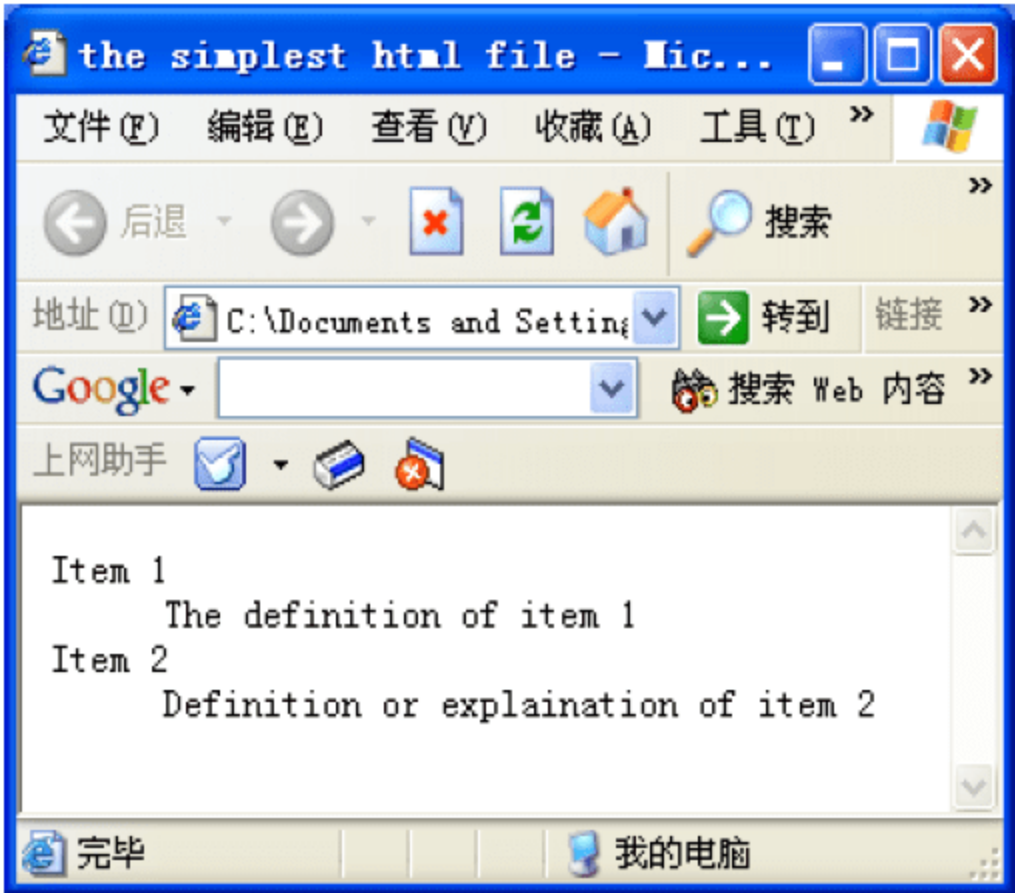 the simplest html file - Mic...
文件(F) 编辑(E) 查看(V) 收藏(A) 工具(T) »
后退 搜索 »
地址(D) C:\Documents and Setting 转到 链接 »
Google 搜索 Web 内容 »
上网助手
Item 1
The definition of item 1
Item 2
Definition or explaination of item 2
完毕 我的电脑